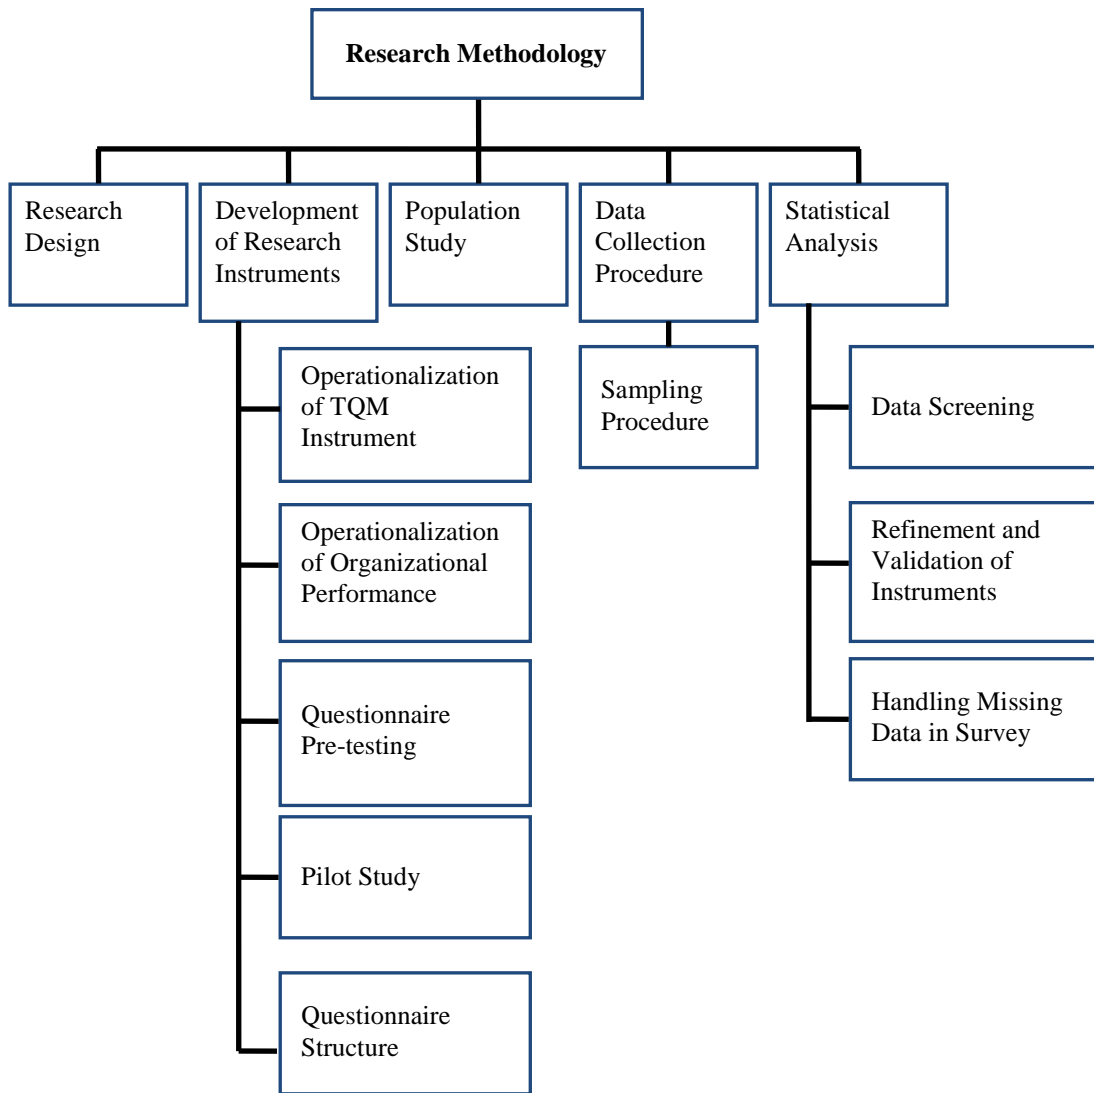 Research Methodology
Research
Design
Development
of Research
Instruments
Population
Study
Data
Collection
Procedure
Statistical
Analysis
Operationalization
of TQM
Instrument
Operationalization
of Organizational
Performance
Questionnaire
Pre-testing
Pilot Study
Questionnaire
Structure
Sampling
Procedure
Data Screening
Refinement and
Validation of
Instruments
Handling Missing
Data in Survey